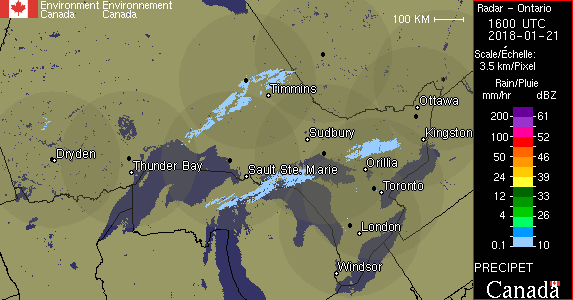 Environment Environnement
Canada Canada
100 KM
Timmins
Ottawa
Sudbury
Kingston
Dryden
Thunder Bay
Sault Ste. Marie
Orillia
Toronto
London
Windsor
Radar - Ontario
1600 UTC
2018-01-21
Scale/Échelle:
3.5 km/Pixel
Rain/Pluie
mm/hr dBZ
200 61
100 52
50 46
24 39
12 33
4 26
0.1 10
PRECIPET
Canada